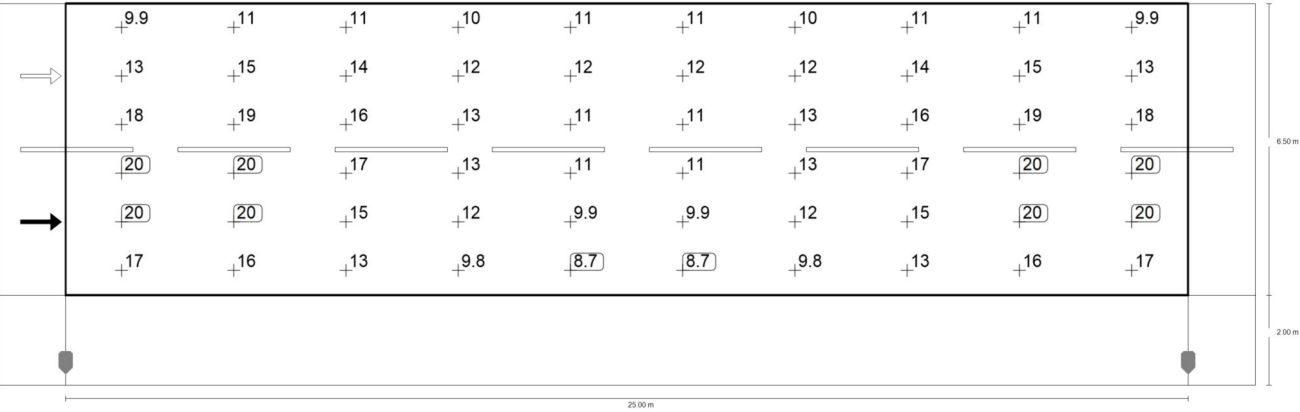 9.9 11 11 10 11 11 10 11 11 9.9
13 15 14 12 12 12 12 14 15 13
18 19 16 13 11 11 13 16 19 18
6.50 m
20 20 17 13 11 11 13 17 20 20
20 20 15 12 9.9 9.9 12 15 20 20
17 16 13 9.8 8.7 8.7 9.8 13 16 17
2.00 m
25.00 m